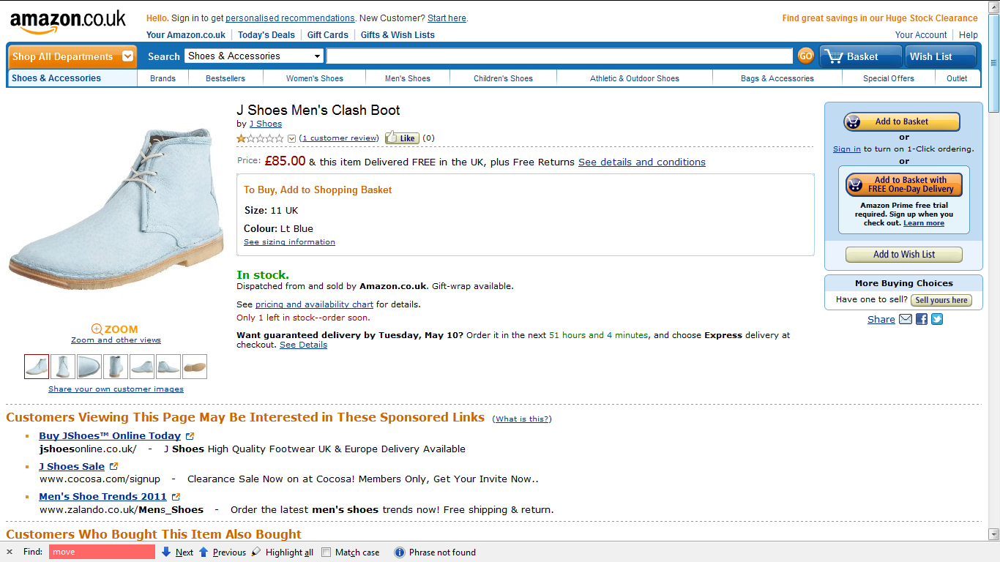 amazon.co.uk
Hello. Sign in to get personalised recommendations. New Customer? Start here.
Find great savings in our Huge Stock Clearance
Your Amazon.co.uk Today's Deals Gift Cards Gifts & Wish Lists
Your Account Help
Shop All Departments Search Shoes & Accessories GO Basket Wish List
Shoes & Accessories Brands Bestsellers Women's Shoes Men's Shoes Children's Shoes Athletic & Outdoor Shoes Bags & Accessories Special Offers Outlet
J Shoes Men's Clash Boot
by J Shoes
(1 customer review) Like (0)
Price: £85.00 & this item Delivered FREE in the UK, plus Free Returns See details and conditions
To Buy, Add to Shopping Basket
Size: 11 UK
Colour: Lt Blue
See sizing information
In stock.
Dispatched from and sold by Amazon.co.uk. Gift-wrap available.
See pricing and availability chart for details.
Only 1 left in stock--order soon.
Want guaranteed delivery by Tuesday, May 10? Order it in the next 51 hours and 4 minutes, and choose Express delivery at
checkout. See Details
Add to Basket
or
Sign in to turn on 1-Click ordering.
or
Add to Basket with
FREE One-Day Delivery
Amazon Prime free trial
required. Sign up when you
check out. Learn more
Add to Wish List
More Buying Choices
Have one to sell? Sell yours here
Share
ZOOM
Zoom and other views
Share your own customer images
Customers Viewing This Page May Be Interested in These Sponsored Links (What is this?)
Buy JShoes™ Online Today
jshoesonline.co.uk/ - J Shoes High Quality Footwear UK & Europe Delivery Available
J Shoes Sale
www.cocosa.com/signup - Clearance Sale Now on at Cocosa! Members Only, Get Your Invite Now..
Men's Shoe Trends 2011
www.zalando.co.uk/Mens_Shoes - Order the latest men's shoes trends now! Free shipping & return.
Customers Who Bought This Item Also Bought
× Find: move Next Previous Highlight all Match case Phrase not found